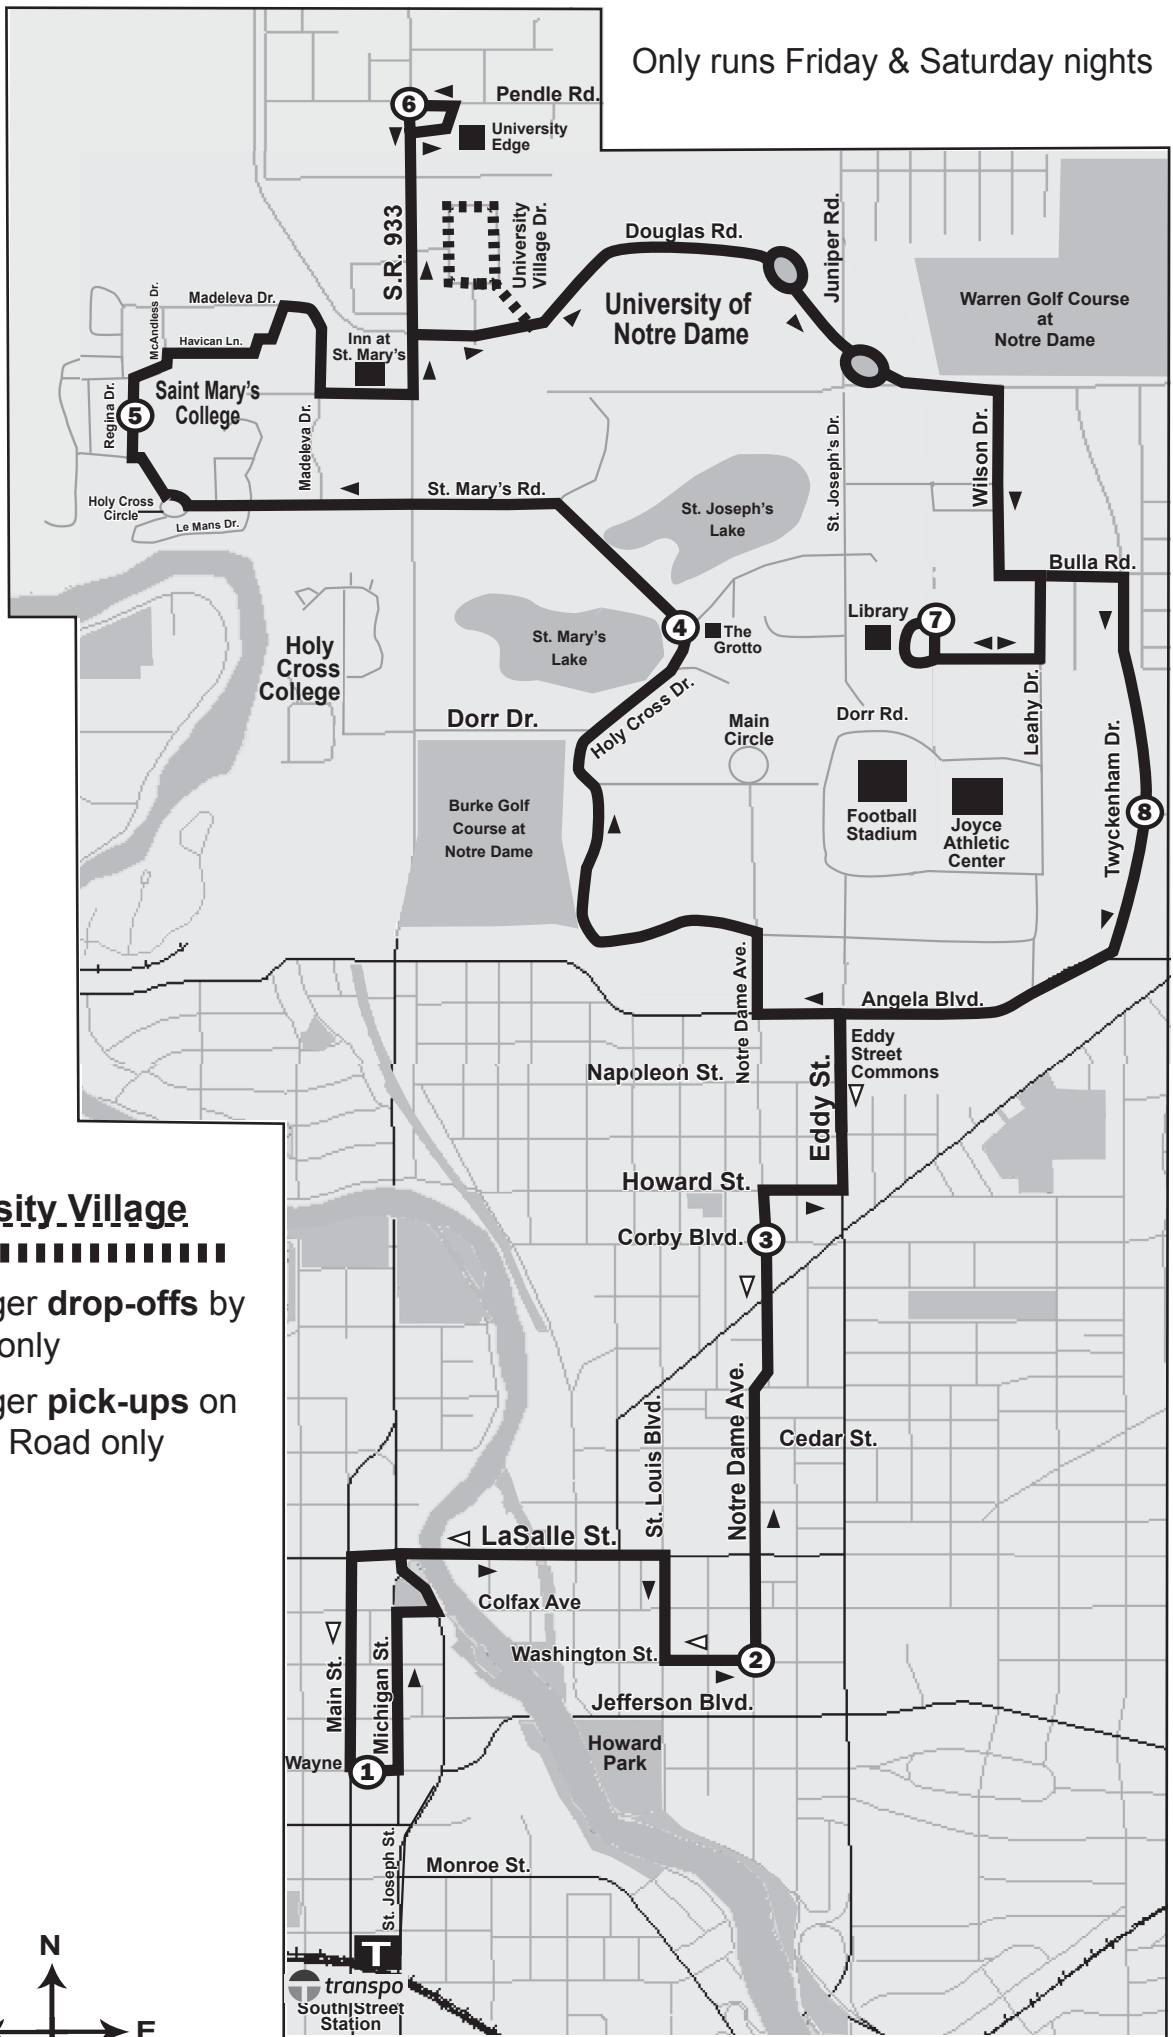 Only runs Friday & Saturday nights
6
Pendle Rd.
University
Edge
S.R. 933
University
Village Dr.
Douglas Rd.
Juniper Rd.
University of
Notre Dame
Warren Golf Course
at
Notre Dame
McAndless Dr.
Madeleva Dr.
Havican Ln.
Inn at
St. Mary's
Saint Mary's
College
5
Regina Dr.
Madeleva Dr.
St. Joseph's Dr.
Wilson Dr.
Holy Cross
Circle
Le Mans Dr.
St. Mary's Rd.
St. Joseph's
Lake
Bulla Rd.
Library
7
4
The
Grotto
St. Mary's
Lake
Holy
Cross
College
Holy Cross Dr.
Leahy Dr.
Dorr Dr.
Main
Circle
Dorr Rd.
Twyckenham Dr.
Burke Golf
Course at
Notre Dame
Football
Stadium
Joyce
Athletic
Center
8
Notre Dame Ave.
Angela Blvd.
Eddy
Street
Commons
Napoleon St.
Eddy St.
Howard St.
Corby Blvd.
3
sity Village
ger drop-offs by
only
ger pick-ups on
Road only
St. Louis Blvd.
Notre Dame Ave.
Cedar St.
LaSalle St.
Colfax Ave
Washington St.
2
Main St.
Michigan St.
Jefferson Blvd.
Howard
Park
Wayne
1
St. Joseph St.
Monroe St.
T
transpo
South Street
Station
N
E